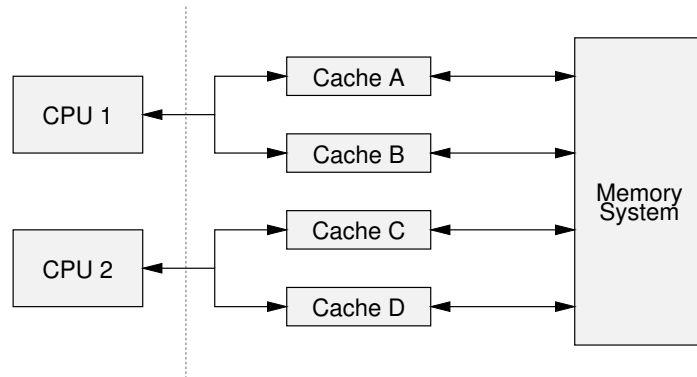 CPU 1
Cache A
Cache B
CPU 2
Cache C
Cache D
Memory
System